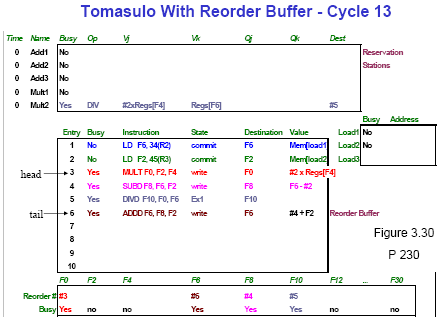 Tomasulo With Reorder Buffer - Cycle 13
Time Name Busy Op Vj Vk Qj Qk Dest
0 Add1 No Reservation
0 Add2 No Stations
0 Add3 No
0 Mult1 No
0 Mult2 Yes DIV #2xRegs[F4] Regs[F6] #5
Busy Address
Entry Busy Instruction State Destination Value Load1 No
1 No LD F6, 34(R2) commit F6 Mem[load1 Load2 No
2 No LD F2, 45(R3) commit F2 Mem[load2 Load3
head 3 Yes MULT F0, F2, F4 write F0 #2 x Regs[F4]
4 Yes SUBD F8, F6, F2 write F8 F6 - #2
5 Yes DIVD F10, F0, F6 Ex1 F10
tail 6 Yes ADDD F6, F8, F2 write F6 #4 + F2 Reorder Buffer
7
8 Figure 3.30
9 P 230
10
F0 F2 F4 F6 F8 F10 F12 ... F30
Reorder # #3 #6 #4 #5
Busy Yes no no Yes Yes Yes no no